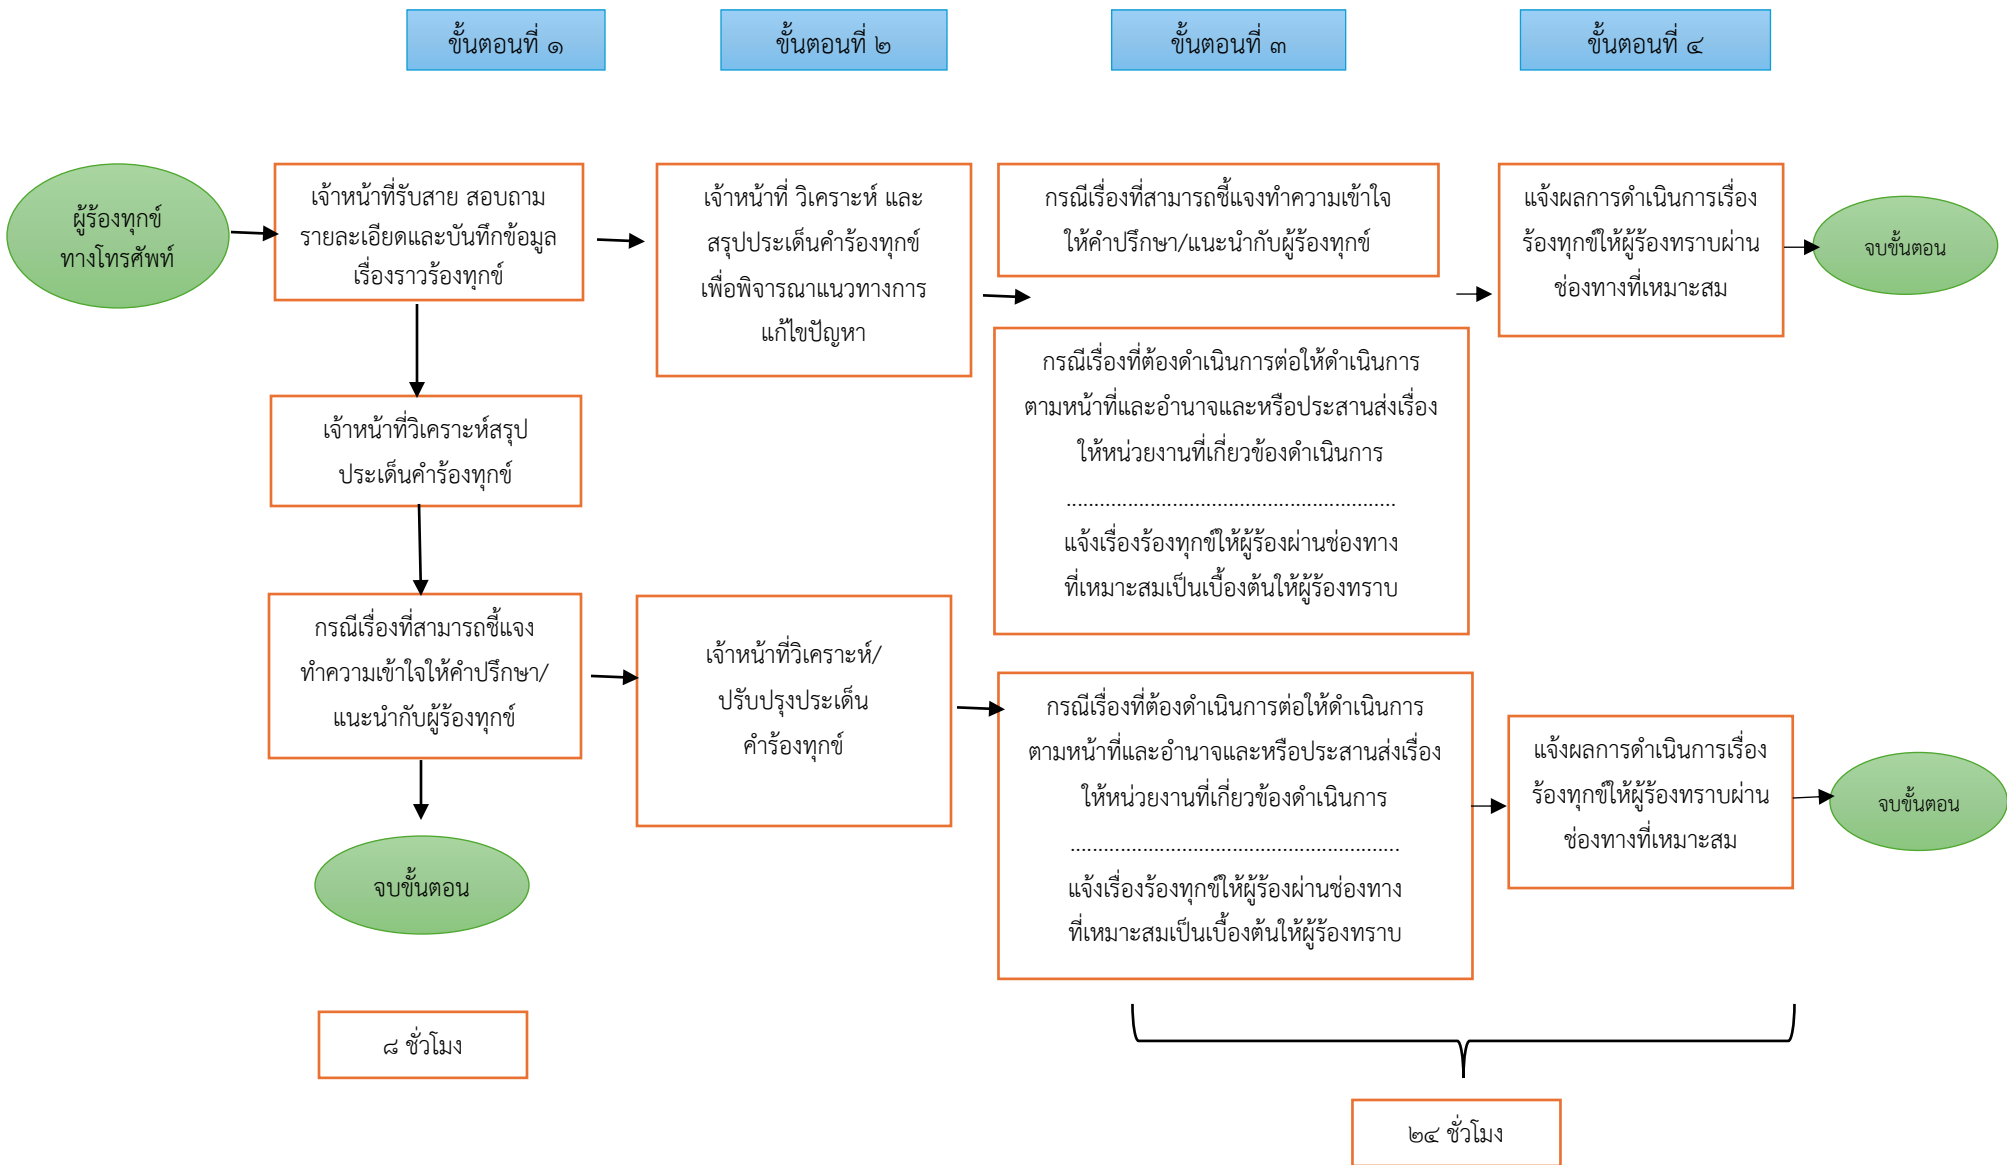 ขั้นตอนที่ ๑
ขั้นตอนที่ ๒
ขั้นตอนที่ ๓
ขั้นตอนที่ ๔
ผู้ร้องทุกข์
ทางโทรศัพท์
เจ้าหน้าที่รับสาย สอบถาม
รายละเอียดและบันทึกข้อมูล
เรื่องราวร้องทุกข์
เจ้าหน้าที่ วิเคราะห์ และ
สรุปประเด็นคำร้องทุกข์
เพื่อพิจารณาแนวทางการ
แก้ไขปัญหา
กรณีเรื่องที่สามารถชี้แจงทำความเข้าใจ
ให้คำปรึกษา/แนะนำกับผู้ร้องทุกข์
แจ้งผลการดำเนินการเรื่อง
ร้องทุกข์ให้ผู้ร้องทราบผ่าน
ช่องทางที่เหมาะสม
จบขั้นตอน
กรณีเรื่องที่ต้องดำเนินการต่อให้ดำเนินการ
ตามหน้าที่และอำนาจและหรือประสานส่งเรื่อง
ให้หน่วยงานที่เกี่ยวข้องดำเนินการ
............................................................
แจ้งเรื่องร้องทุกข์ให้ผู้ร้องผ่านช่องทาง
ที่เหมาะสมเป็นเบื้องต้นให้ผู้ร้องทราบ
เจ้าหน้าที่วิเคราะห์สรุป
ประเด็นคำร้องทุกข์
กรณีเรื่องที่สามารถชี้แจง
ทำความเข้าใจให้คำปรึกษา/
แนะนำกับผู้ร้องทุกข์
เจ้าหน้าที่วิเคราะห์/
ปรับปรุงประเด็น
คำร้องทุกข์
กรณีเรื่องที่ต้องดำเนินการต่อให้ดำเนินการ
ตามหน้าที่และอำนาจและหรือประสานส่งเรื่อง
ให้หน่วยงานที่เกี่ยวข้องดำเนินการ
............................................................
แจ้งเรื่องร้องทุกข์ให้ผู้ร้องผ่านช่องทาง
ที่เหมาะสมเป็นเบื้องต้นให้ผู้ร้องทราบ
แจ้งผลการดำเนินการเรื่อง
ร้องทุกข์ให้ผู้ร้องทราบผ่าน
ช่องทางที่เหมาะสม
จบขั้นตอน
จบขั้นตอน
๘ ชั่วโมง
๒๔ ชั่วโมง